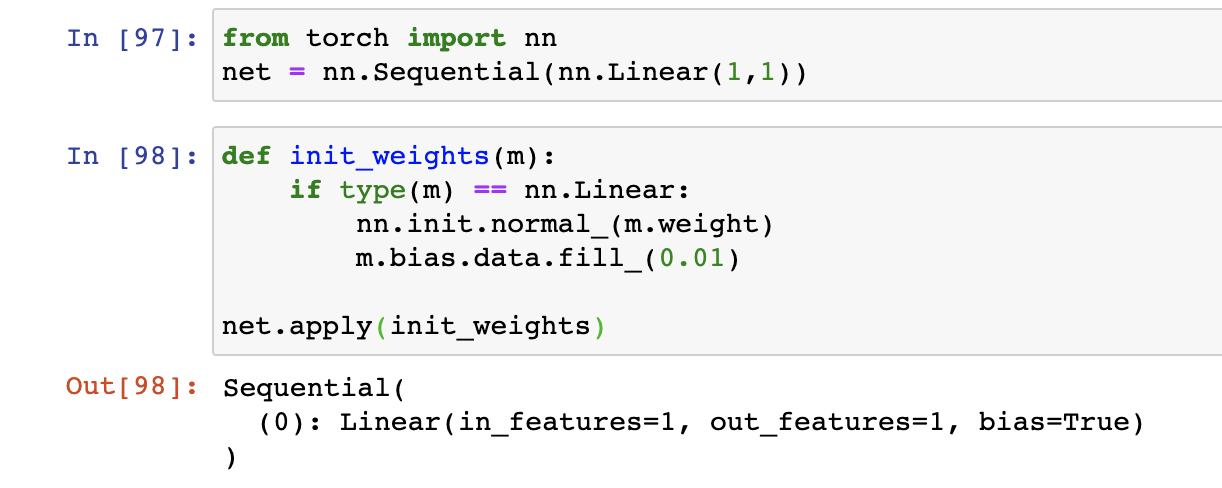 In [97]: from torch import nn
net = nn.Sequential(nn.Linear(1,1))
In [98]: def init_weights(m):
    if type(m) == nn.Linear:
        nn.init.normal_(m.weight)
        m.bias.data.fill_(0.01)
net.apply(init_weights)
Out[98]: Sequential(
  (0): Linear(in_features=1, out_features=1, bias=True)
)